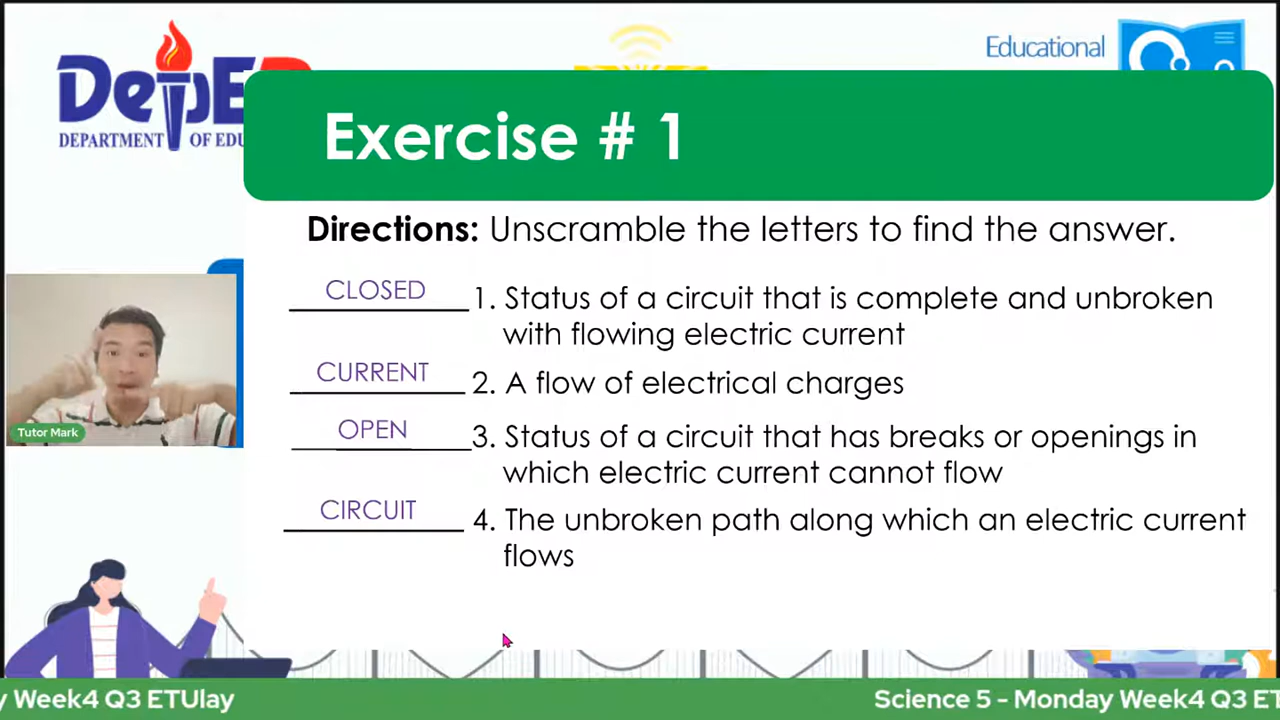 DepE
DEPARTMENT OF EDU
Educational
Exercise # 1
Directions: Unscramble the letters to find the answer.
CLOSED 1. Status of a circuit that is complete and unbroken
with flowing electric current
CURRENT 2. A flow of electrical charges
OPEN 3. Status of a circuit that has breaks or openings in
which electric current cannot flow
CIRCUIT 4. The unbroken path along which an electric current
flows
Tutor Mark
y Week4 Q3 ETUlay
Science 5 - Monday Week4 Q3 ET